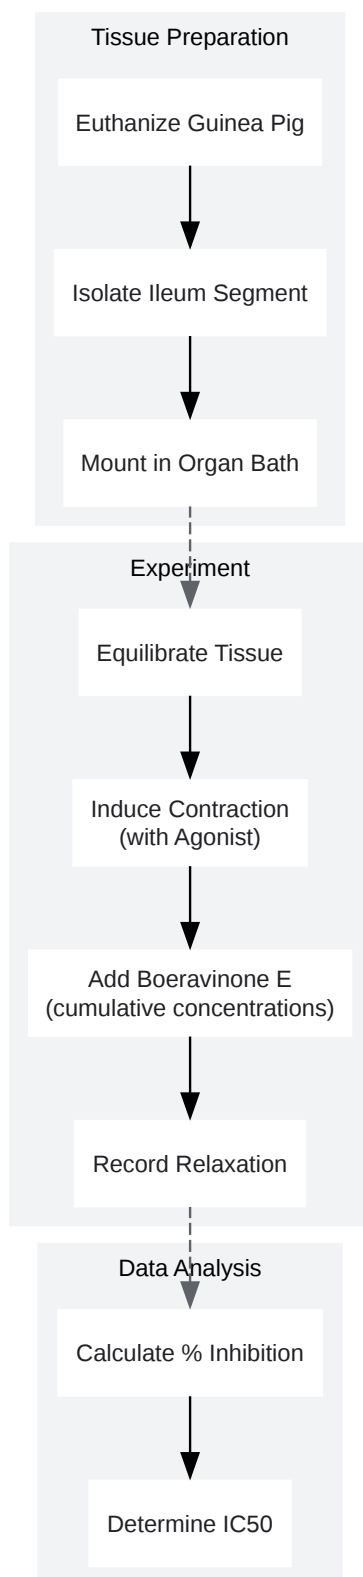 Tissue Preparation
Euthanize Guinea Pig
Isolate Ileum Segment
Mount in Organ Bath
Experiment
Equilibrate Tissue
Induce Contraction
(with Agonist)
Add Boeravinone E
(cumulative concentrations)
Record Relaxation
Data Analysis
Calculate % Inhibition
Determine IC50